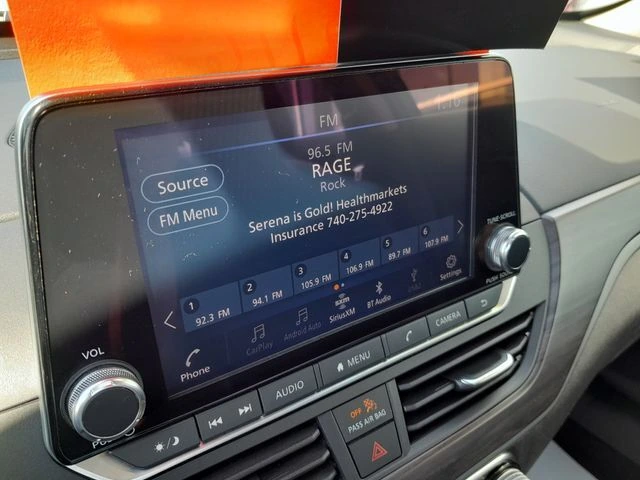 FM
96.5 FM
RAGE
Rock
Source
FM Menu
Serena is Gold! Healthmarkets
Insurance 740-275-4922
TUNE·SCROLL
1 2 3 4 5 6
92.3 FM 94.1 FM 105.9 FM 106.9 FM 89.7 FM 107.9 FM
Phone CarPlay Android Auto SiriusXM BT Audio Settings
sxm
VOL
AUDIO
MENU
CAMERA
OFF
PASS AIR BAG